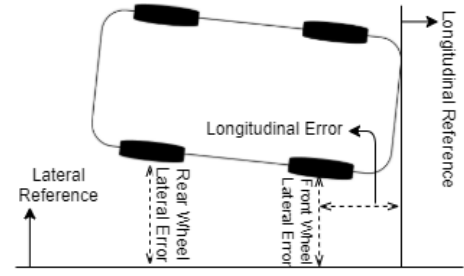 Longitudinal Reference
Longitudinal Error
Lateral
Reference
Rear Wheel
Lateral Error
Front Wheel
Lateral Error